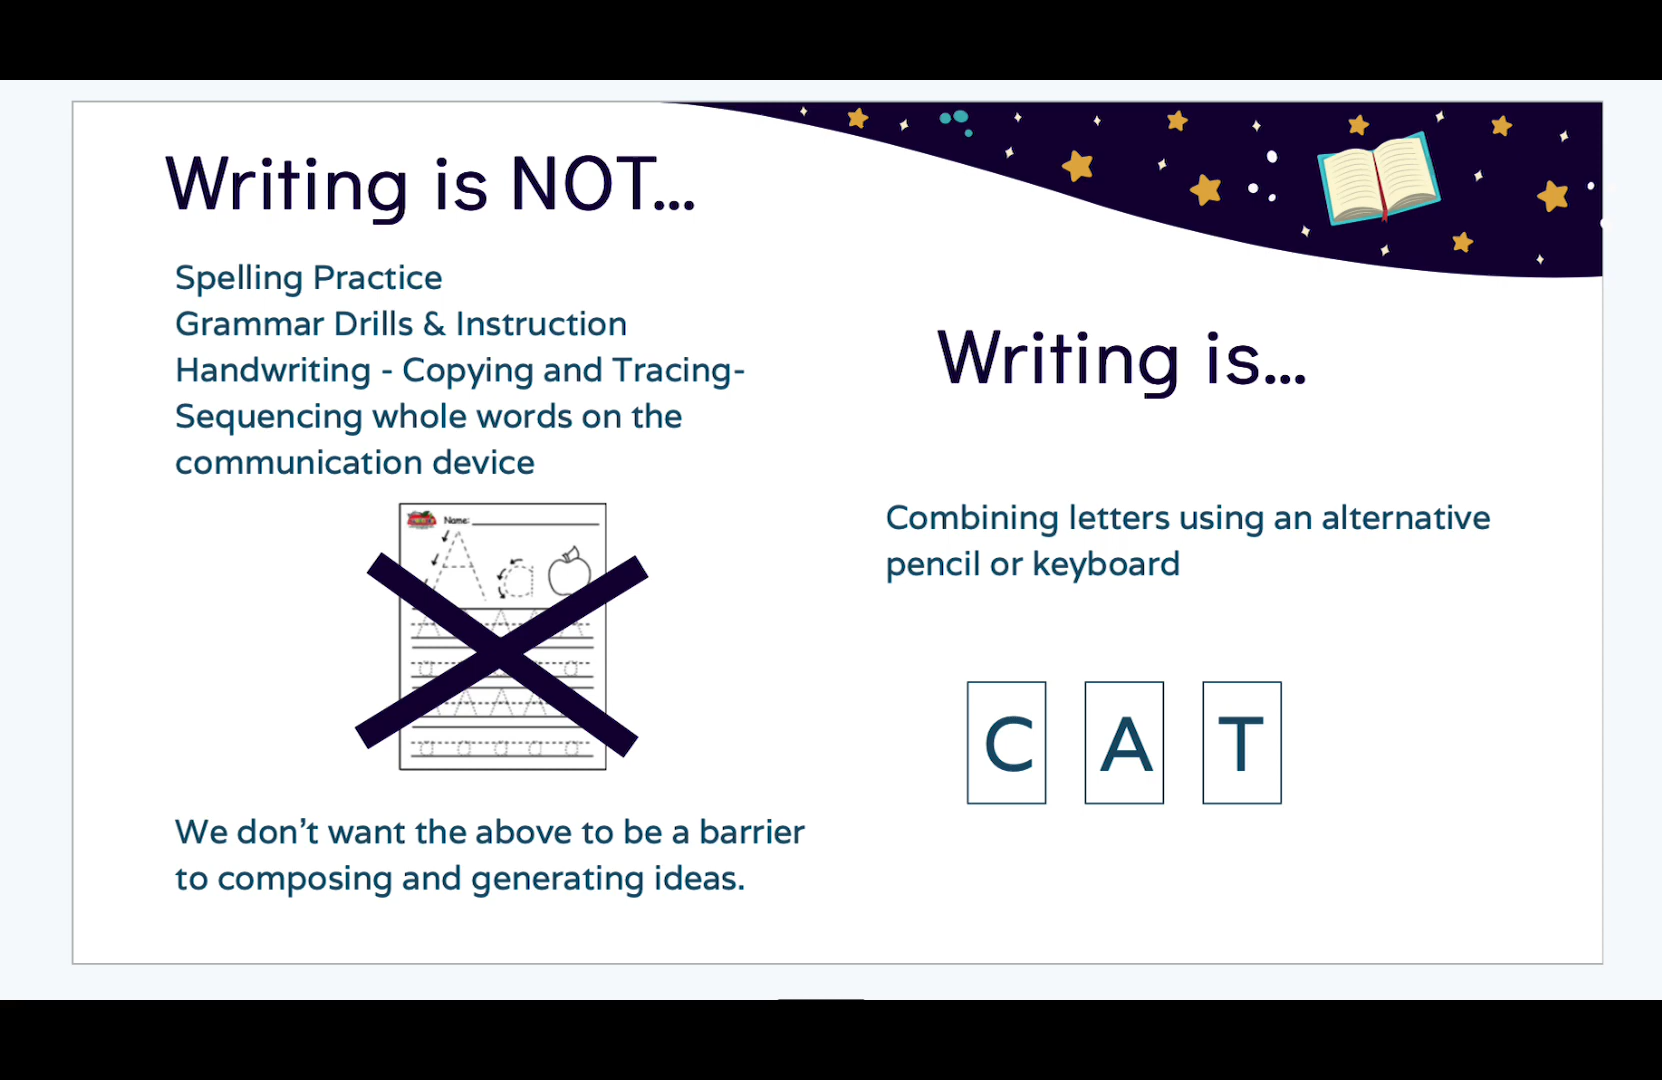 Writing is NOT...
Spelling Practice
Grammar Drills & Instruction
Handwriting - Copying and Tracing-
Sequencing whole words on the
communication device
Name:
A a
A A A A
a a a
A A A A
a a a a a
We don't want the above to be a barrier
to composing and generating ideas.
Writing is...
Combining letters using an alternative
pencil or keyboard
C A T